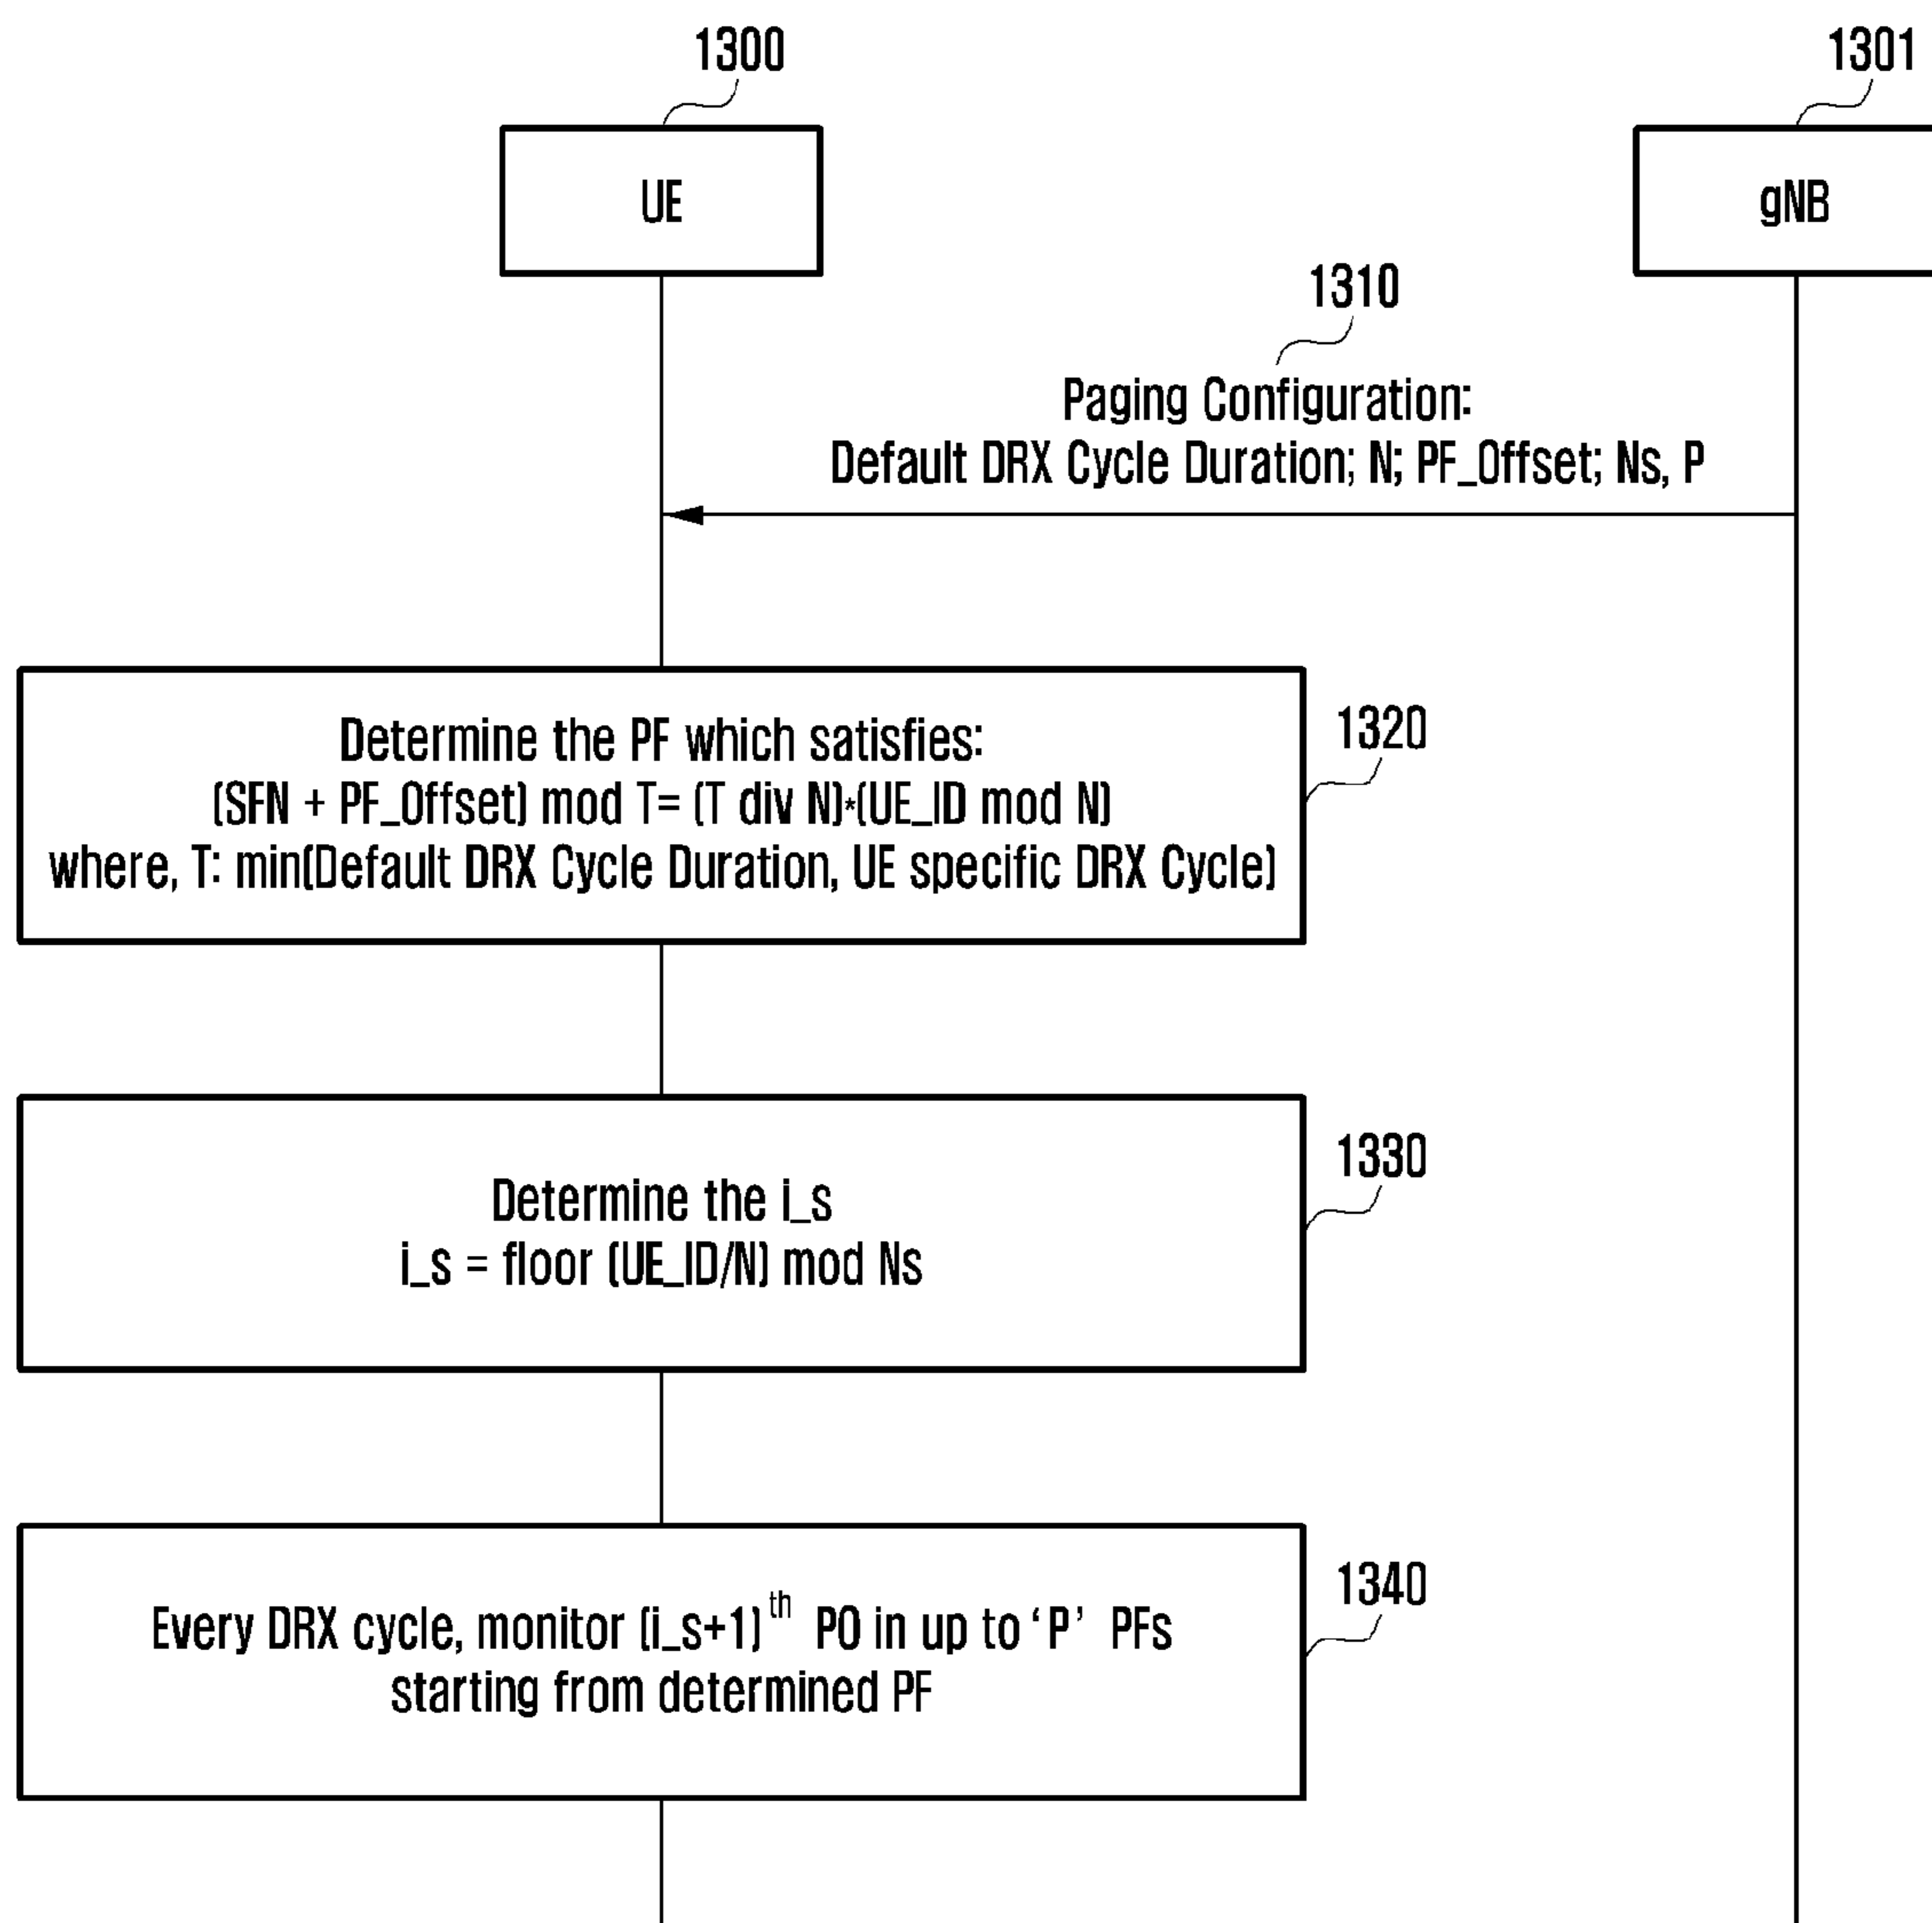 1300
1301
UE
gNB
1310
Paging Configuration:
Default DRX Cycle Duration; N; PF_Offset; Ns, P
Determine the PF which satisfies:
(SFN + PF_Offset) mod T= (T div N)*(UE_ID mod N)
where, T: min(Default DRX Cycle Duration, UE specific DRX Cycle)
1320
Determine the i_s
i_s = floor (UE_ID/N) mod Ns
1330
Every DRX cycle, monitor (i_s+1)th PO in up to ‘P’ PFs
starting from determined PF
1340